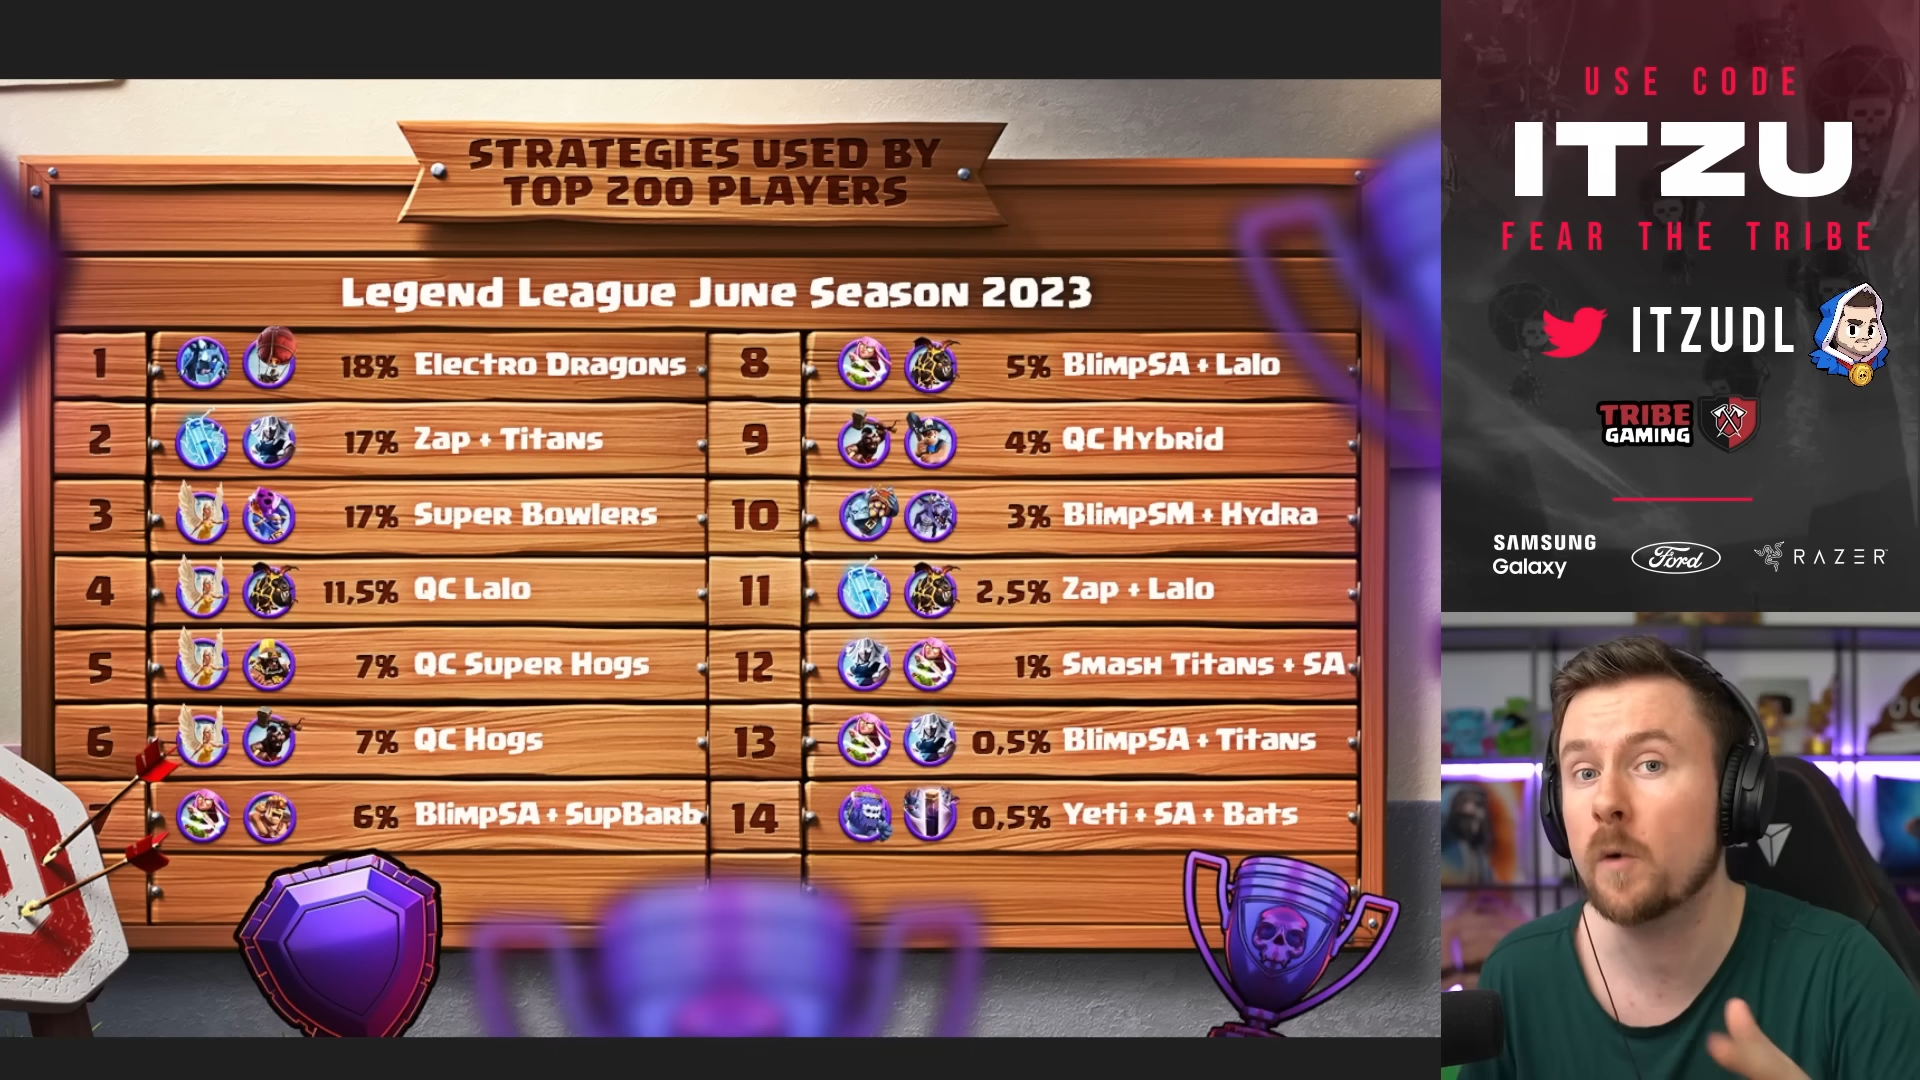 STRATEGIES USED BY
TOP 200 PLAYERS
Legend League June Season 2023
1 18% Electro Dragons
2 17% Zap + Titans
3 17% Super Bowlers
4 11,5% QC Lalo
5 7% QC Super Hogs
6 7% QC Hogs
7 6% BlimpSA + SupBarb
8 5% BlimpSA + Lalo
9 4% QC Hybrid
10 3% BlimpSM + Hydra
11 2,5% Zap + Lalo
12 1% Smash Titans + SA
13 0,5% BlimpSA + Titans
14 0,5% Yeti + SA + Bats
USE CODE
ITZU
FEAR THE TRIBE
ITZUDL
TRIBE
GAMING
SAMSUNG
Galaxy
Ford
RAZER